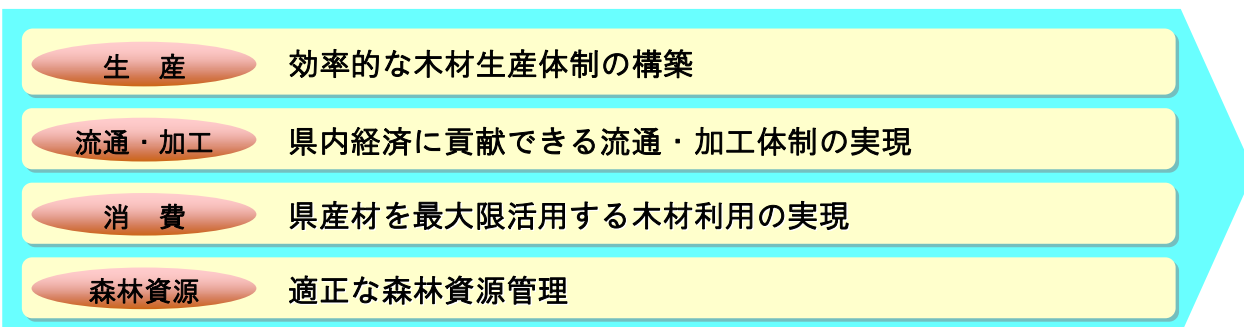 生　産　効率的な木材生産体制の構築
流通・加工　県内経済に貢献できる流通・加工体制の実現
消　費　県産材を最大限活用する木材利用の実現
森林資源　適正な森林資源管理